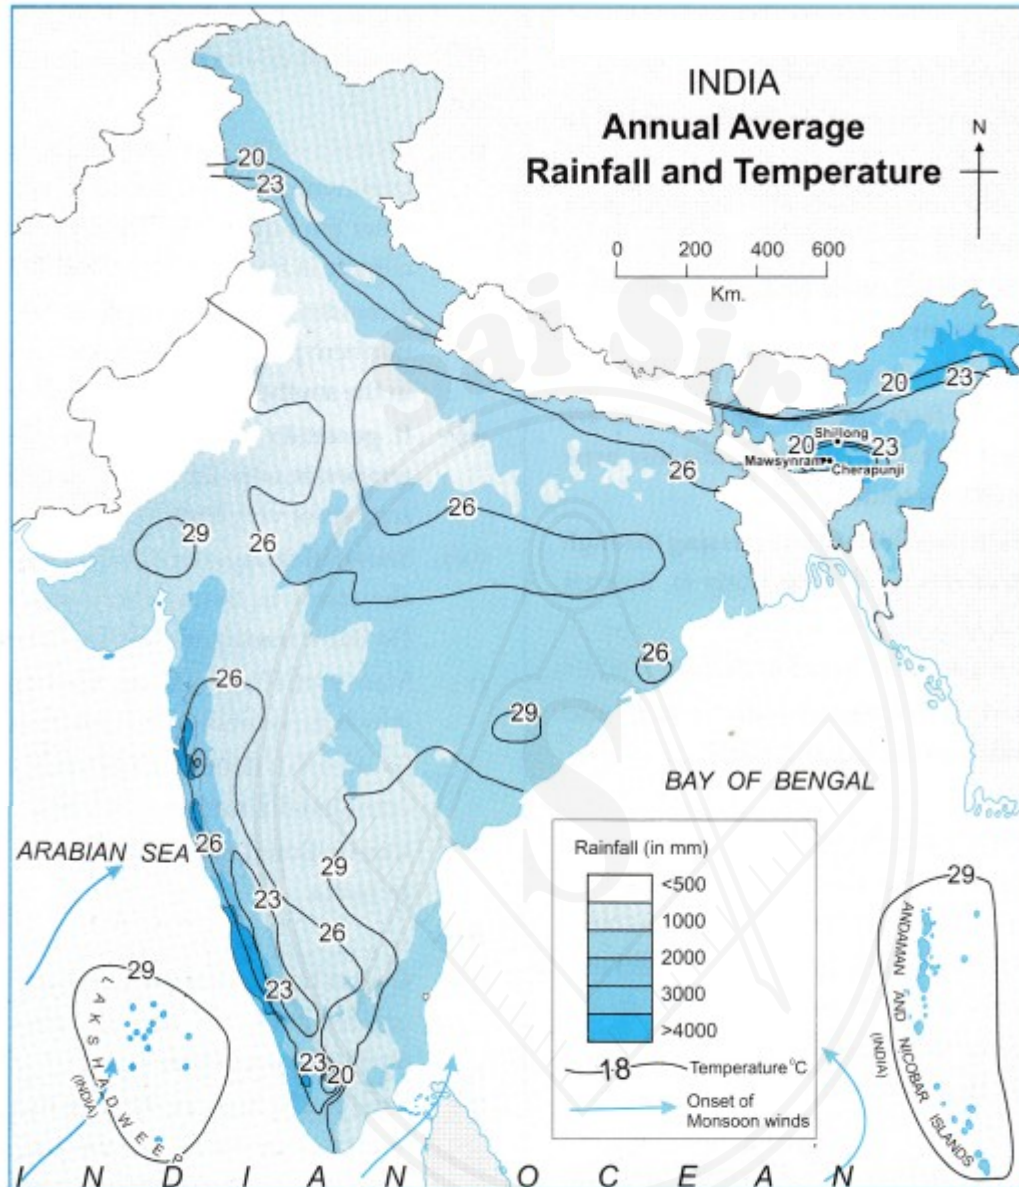 INDIA
Annual Average
Rainfall and Temperature
N
0 200 400 600
Km.
20
23
20
23
20
Shillong
23
Mawsynram
Cherapunji
26
26
29
26
26
26
29
BAY OF BENGAL
ARABIAN SEA
26
29
23
26
23
23
20
29
LAKSHADWEEP
(INDIA)
29
ANDAMAN AND NICOBAR ISLANDS
(INDIA)
Rainfall (in mm)
<500
1000
2000
3000
>4000
18 Temperature °C
Onset of
Monsoon winds
INDIAN OCEAN